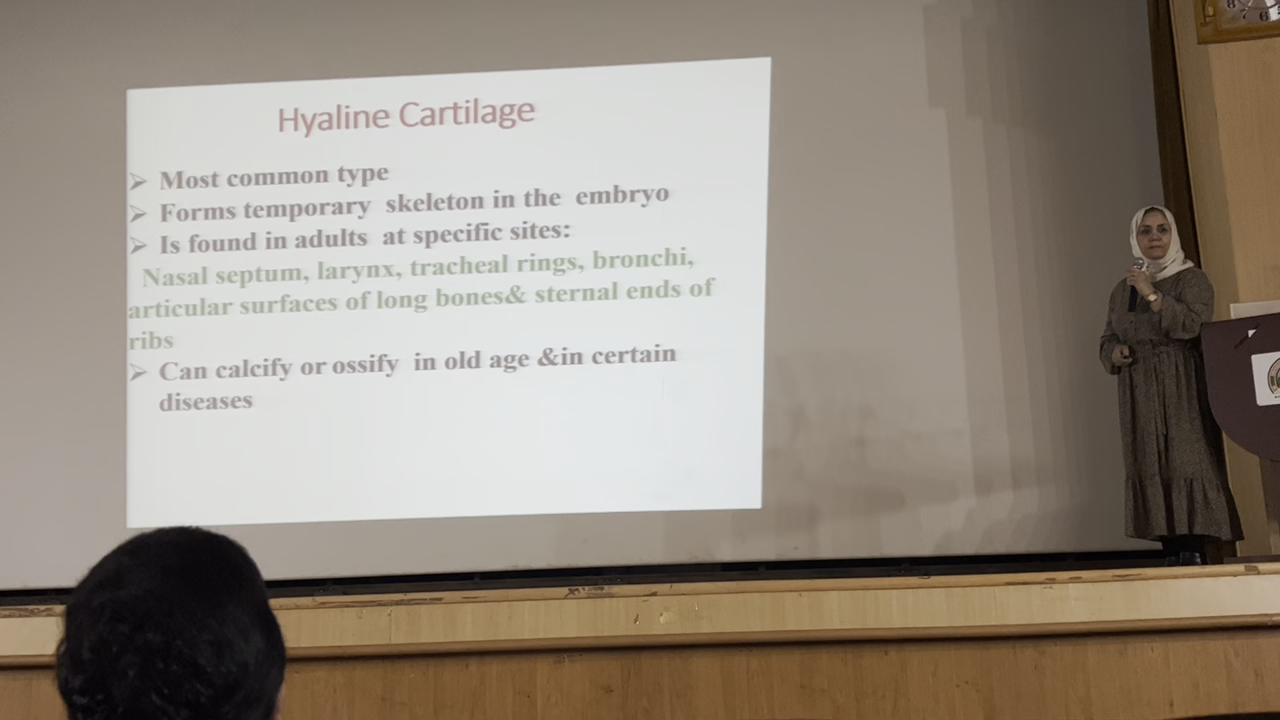 Hyaline Cartilage
➢ Most common type
➢ Forms temporary skeleton in the embryo
➢ Is found in adults at specific sites:
Nasal septum, larynx, tracheal rings, bronchi,
articular surfaces of long bones& sternal ends of
ribs
➢ Can calcify or ossify in old age &in certain
diseases